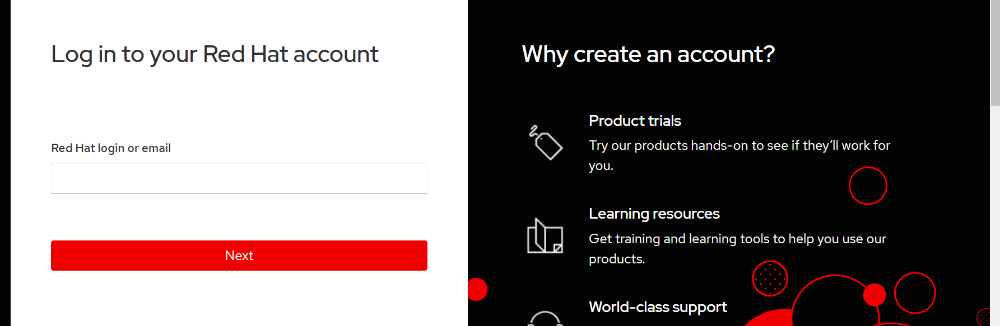 Log in to your Red Hat account
Red Hat login or email
Next
Why create an account?
Product trials
Try our products hands-on to see if they’ll work for
you.
Learning resources
Get training and learning tools to help you use our
products.
World-class support